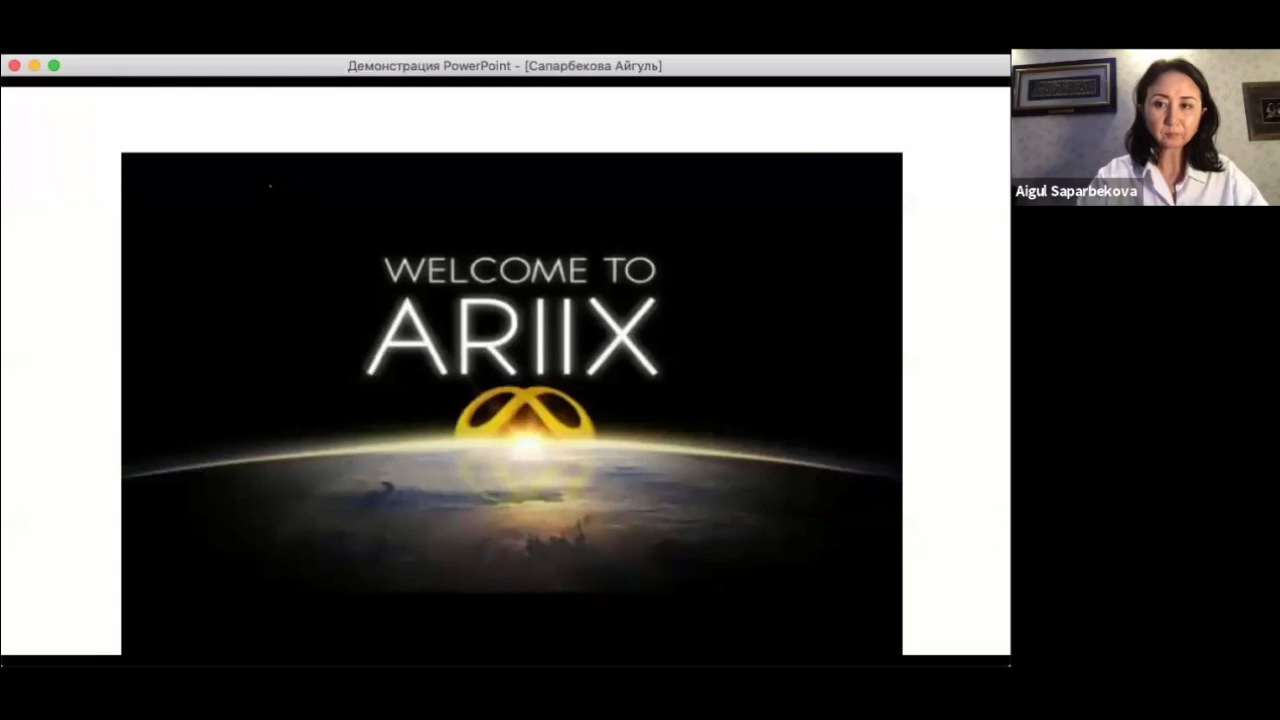 Демонстрация PowerPoint - [Сапарбекова Айгуль]
WELCOME TO
ARIIX
Aigul Saparbekova